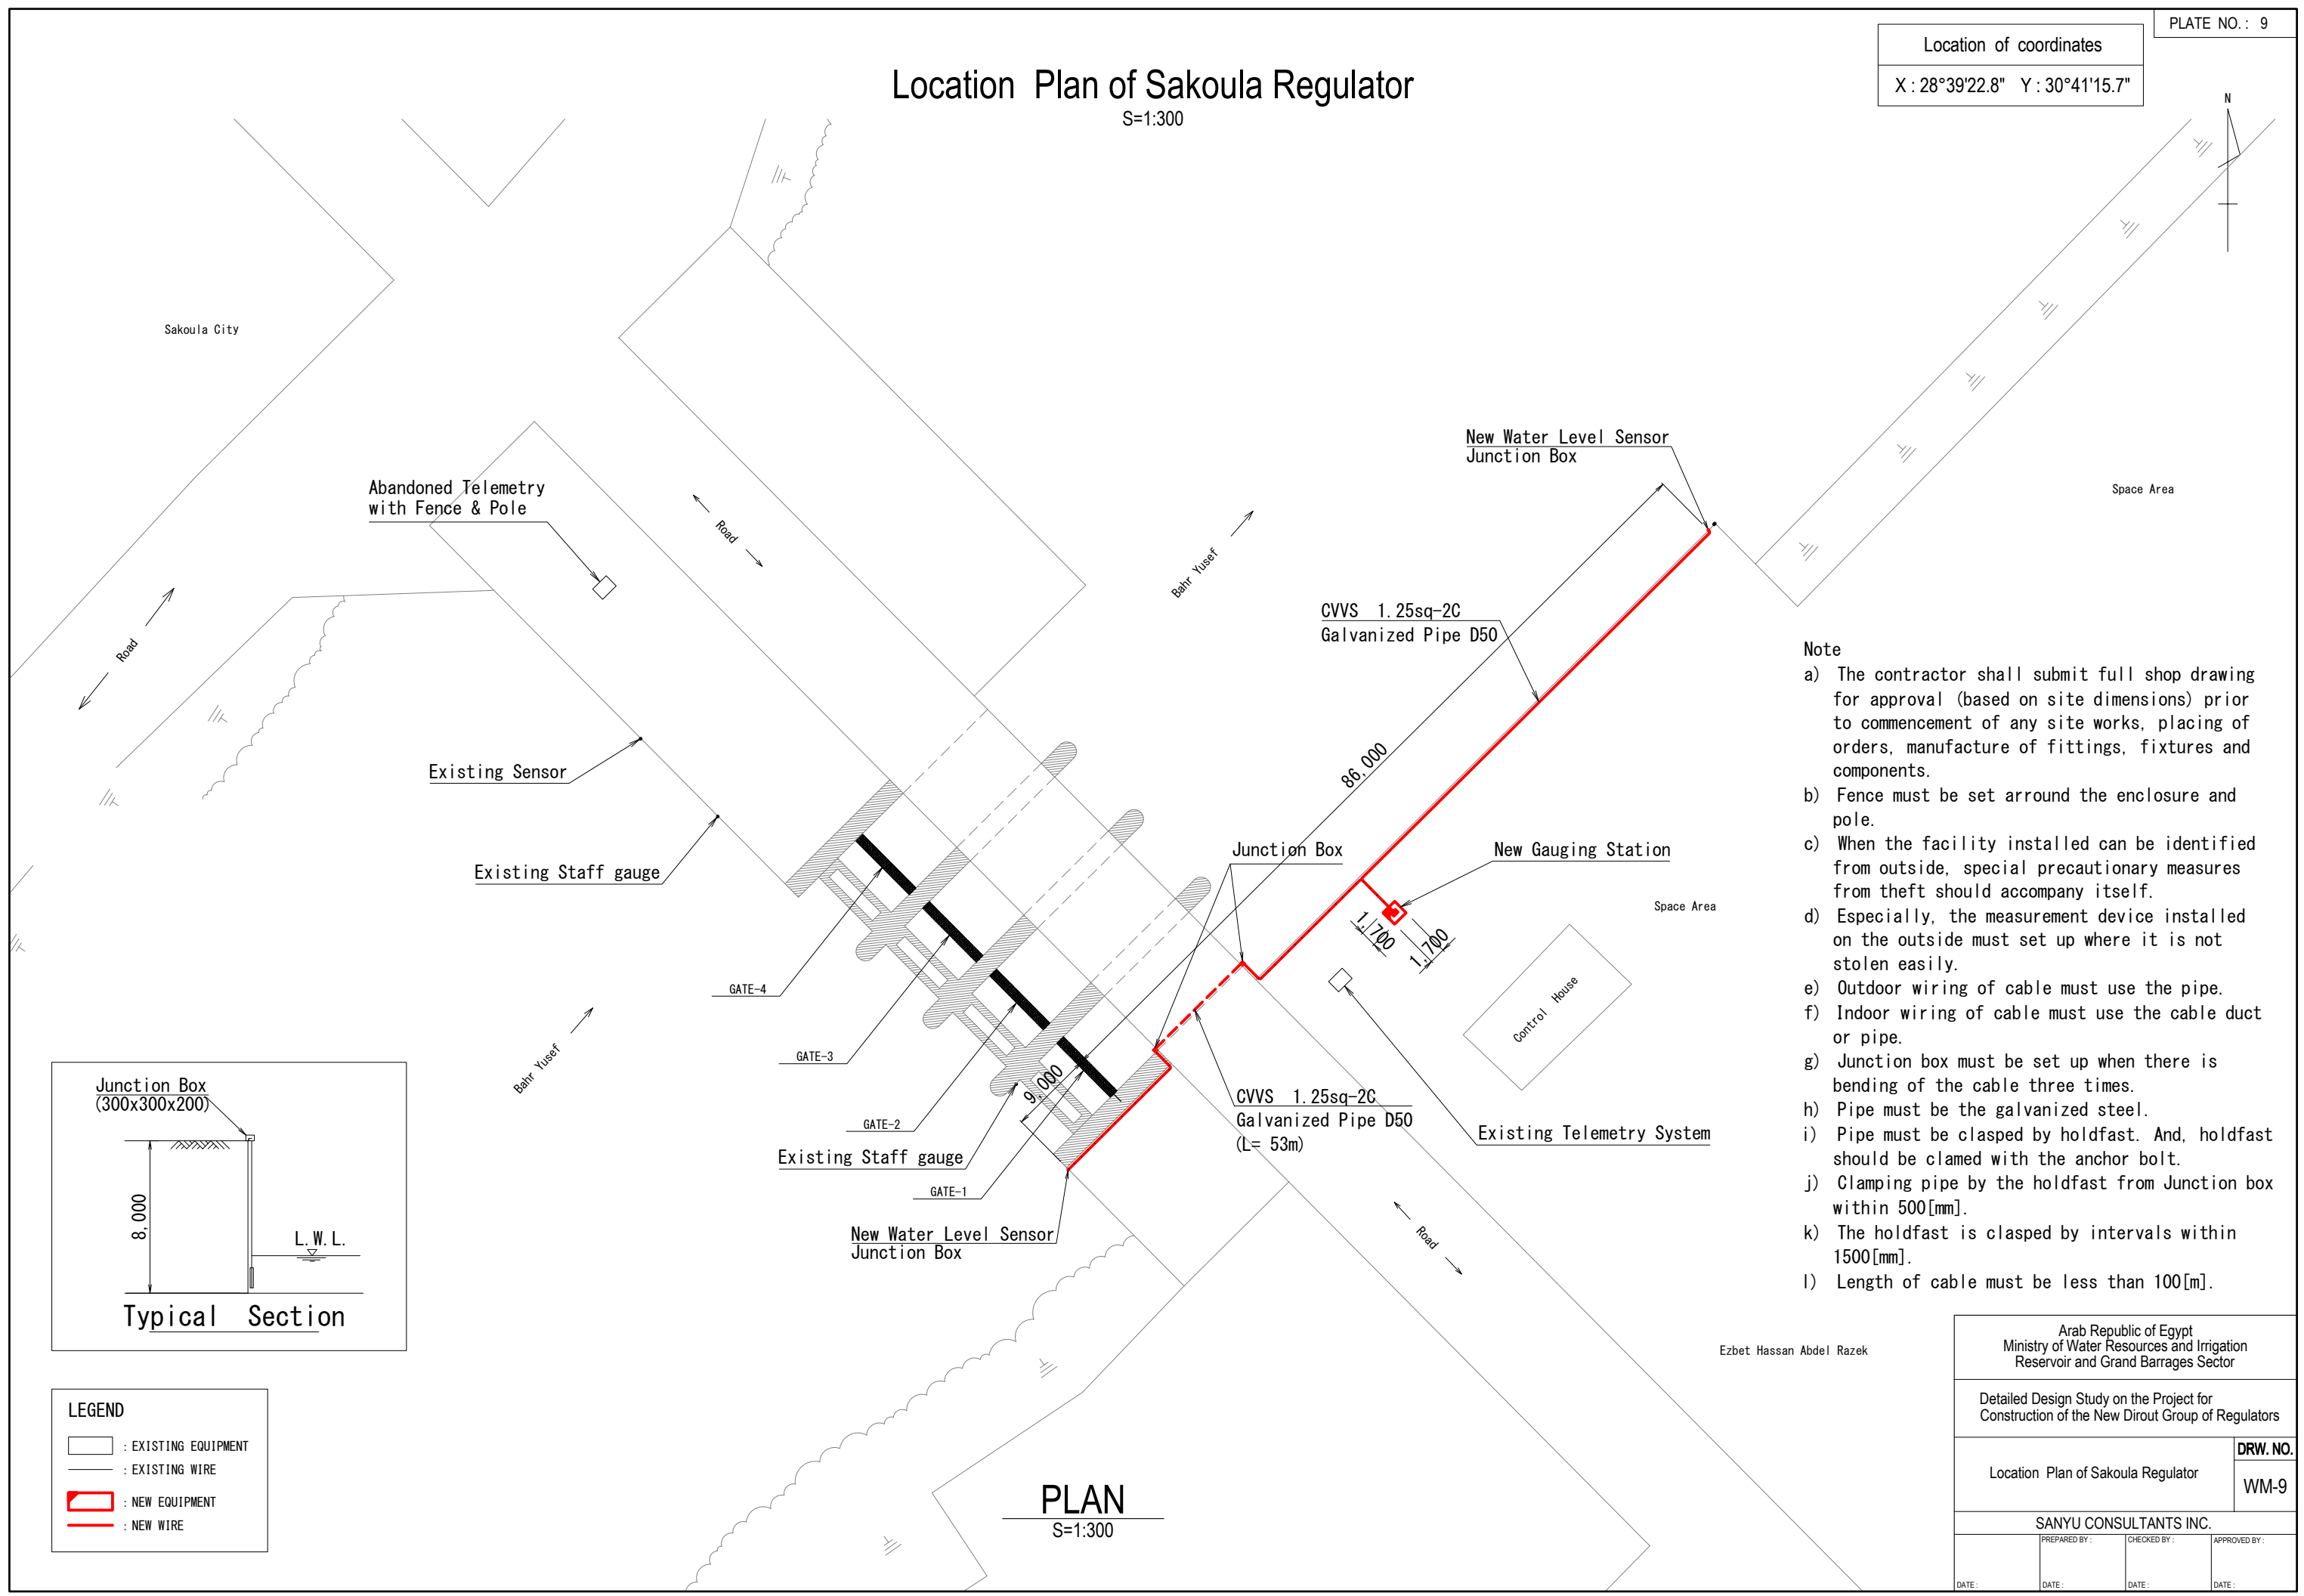 PLATE NO. : 9
Location of coordinates
X : 28°39'22.8" Y : 30°41'15.7"
Location Plan of Sakoula Regulator
S=1:300
N
Sakoula City
New Water Level Sensor
Junction Box
Abandoned Telemetry
with Fence & Pole
Road
Space Area
Bahr Yusef
CVVS 1.25sq-2C
Galvanized Pipe D50
Road
Existing Sensor
86,000
Existing Staff gauge
Junction Box
New Gauging Station
1,700
1,700
Space Area
GATE-4
Control House
GATE-3
Bahr Yusef
9,000
CVVS 1.25sq-2C
Galvanized Pipe D50
(L= 53m)
GATE-2
Existing Telemetry System
Existing Staff gauge
GATE-1
New Water Level Sensor
Junction Box
Road
Ezbet Hassan Abdel Razek
Note
a) The contractor shall submit full shop drawing
for approval (based on site dimensions) prior
to commencement of any site works, placing of
orders, manufacture of fittings, fixtures and
components.
b) Fence must be set arround the enclosure and
pole.
c) When the facility installed can be identified
from outside, special precautionary measures
from theft should accompany itself.
d) Especially, the measurement device installed
on the outside must set up where it is not
stolen easily.
e) Outdoor wiring of cable must use the pipe.
f) Indoor wiring of cable must use the cable duct
or pipe.
g) Junction box must be set up when there is
bending of the cable three times.
h) Pipe must be the galvanized steel.
i) Pipe must be clasped by holdfast. And, holdfast
should be clamed with the anchor bolt.
j) Clamping pipe by the holdfast from Junction box
within 500[mm].
k) The holdfast is clasped by intervals within
1500[mm].
l) Length of cable must be less than 100[m].
Junction Box
(300x300x200)
8,000
L.W.L.
Typical Section
LEGEND
: EXISTING EQUIPMENT
: EXISTING WIRE
: NEW EQUIPMENT
: NEW WIRE
PLAN
S=1:300
Arab Republic of Egypt
Ministry of Water Resources and Irrigation
Reservoir and Grand Barrages Sector
Detailed Design Study on the Project for
Construction of the New Dirout Group of Regulators
Location Plan of Sakoula Regulator
DRW. NO.
WM-9
SANYU CONSULTANTS INC.
PREPARED BY : CHECKED BY : APPROVED BY :
DATE : DATE : DATE : DATE :